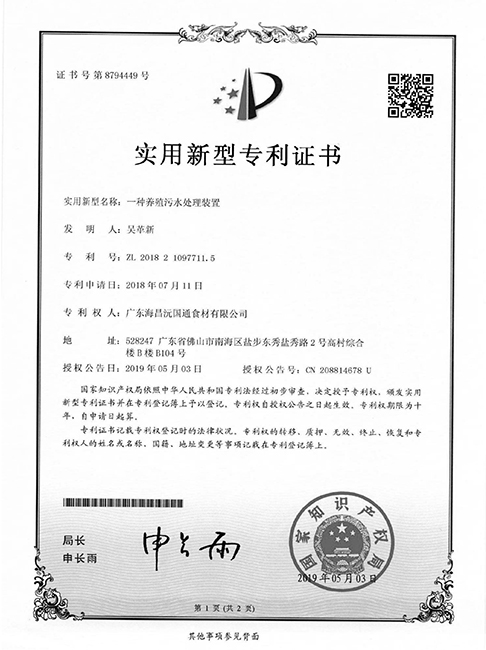 证书号第8794449号
实用新型专利证书
实用新型名称：一种养殖污水处理装置
发明人：吴革新
专利号：ZL 2018 2 1097711.5
专利申请日：2018年07月11日
专利权人：广东海昌沅国通食材有限公司
地址：528247 广东省佛山市南海区盐步东秀盐秀路2号高村综合
楼B楼B104号
授权公告日：2019年05月03日 授权公告号：CN 208814678 U
国家知识产权局依照中华人民共和国专利法经过初步审查，决定授予专利权，颁发实用
新型专利证书并在专利登记簿上予以登记。专利权自授权公告之日起生效。专利权期限为十
年，自申请日起算。
专利证书记载专利权登记时的法律状况。专利权的转移、质押、无效、终止、恢复和专利
权人的姓名或名称、国籍、地址变更等事项记载在专利登记簿上。
局长
申长雨
申长雨
国家知识产权局
2019年05月03日
第1页(共2页)
其他事项参见背面